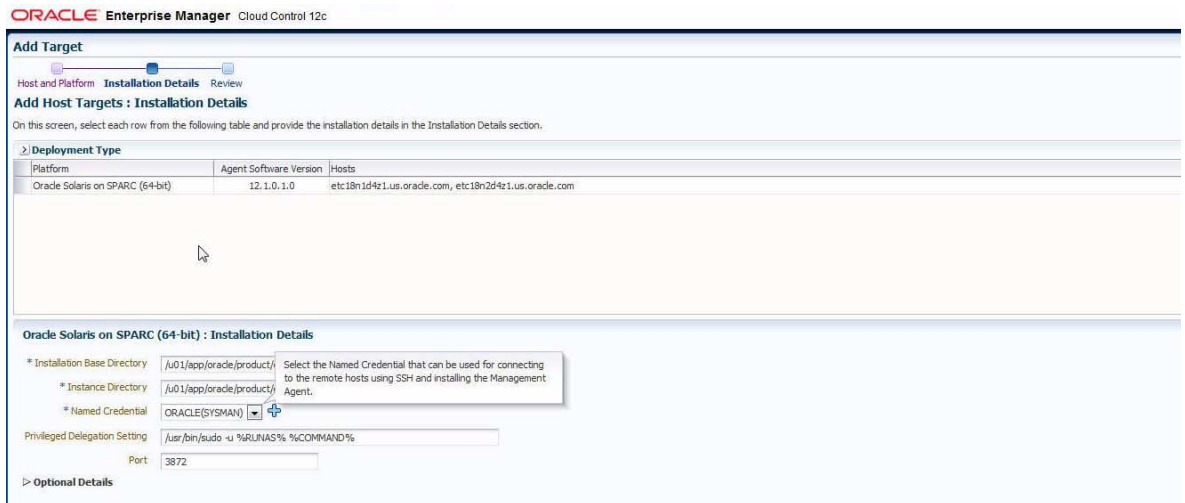 ORACLE Enterprise Manager Cloud Control 12c
Add Target
Host and Platform Installation Details Review
Add Host Targets : Installation Details
On this screen, select each row from the following table and provide the installation details in the Installation Details section.
Deployment Type
Platform Agent Software Version Hosts
Oracle Solaris on SPARC (64-bit) 12.1.0.1.0 etc18n1d4z1.us.oracle.com, etc18n2d4z1.us.oracle.com
Oracle Solaris on SPARC (64-bit) : Installation Details
* Installation Base Directory /u01/app/oracle/product/
* Instance Directory /u01/app/oracle/product/
Select the Named Credential that can be used for connecting
to the remote hosts using SSH and installing the Management
Agent.
* Named Credential ORACLE(SYSMAN)
Privileged Delegation Setting /usr/bin/sudo -u %RUNAS% %COMMAND%
Port 3872
Optional Details